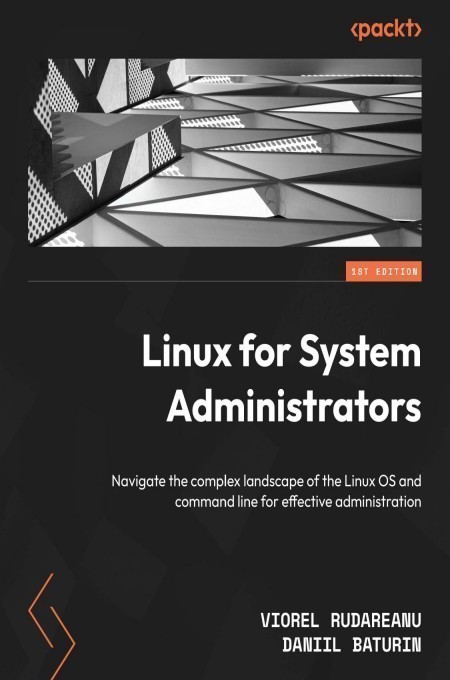 <packt>
1ST EDITION
Linux for System
Administrators
Navigate the complex landscape of the Linux OS and
command line for effective administration
VIOREL RUDAREANU
DANIIL BATURIN